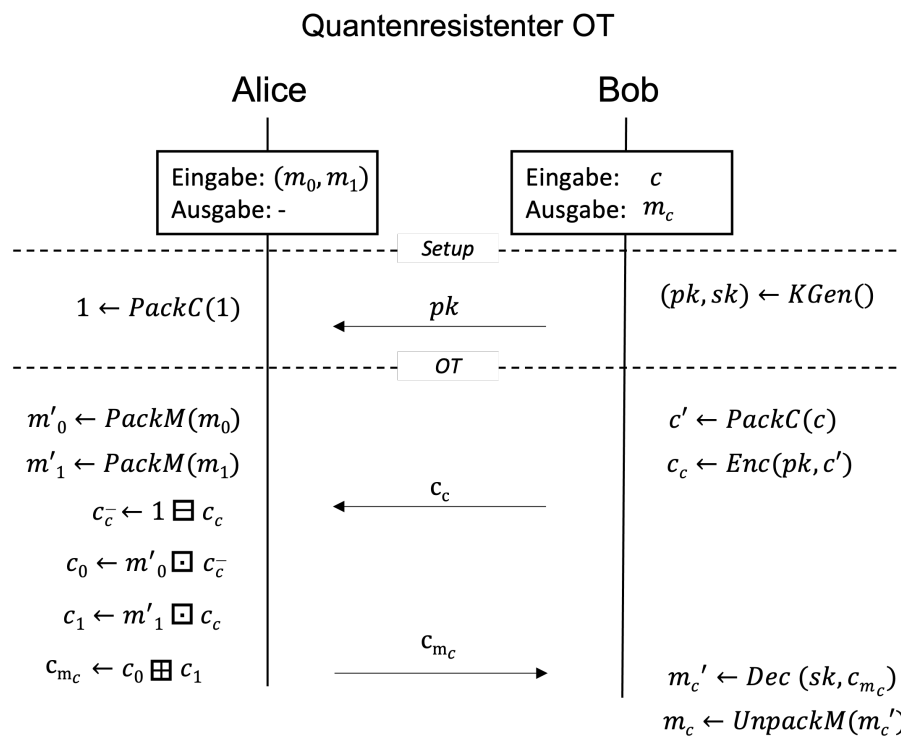 Quantenresistenter OT
Alice
Bob
Eingabe: (m₀, m₁)
Ausgabe: -
Eingabe: c
Ausgabe: m_c
Setup
1 ← PackC(1)
pk
(pk, sk) ← KGen()
OT
m'₀ ← PackM(m₀)
m'₁ ← PackM(m₁)
c_c̄ ← 1 ⊟ c_c
c₀ ← m'₀ ⊡ c_c̄
c₁ ← m'₁ ⊡ c_c
c_{m_c} ← c₀ ⊞ c₁
c_c
c_{m_c}
c' ← PackC(c)
c_c ← Enc(pk, c')
m_c' ← Dec (sk, c_{m_c})
m_c ← UnpackM(m_c')